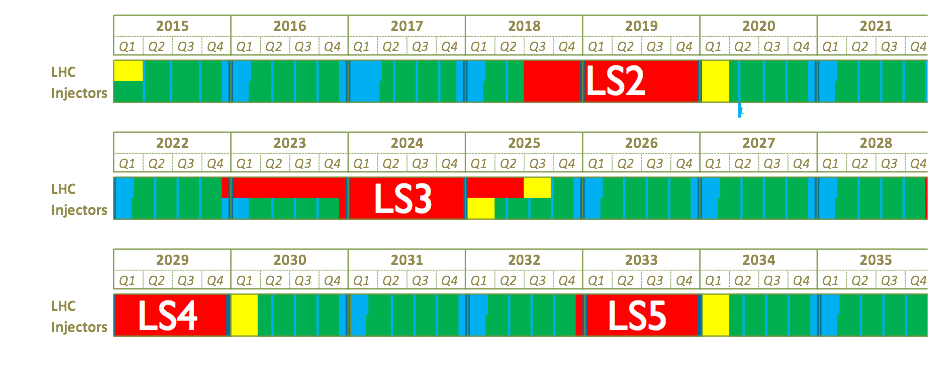 2015 2016 2017 2018 2019 2020 2021
Q1 Q2 Q3 Q4 Q1 Q2 Q3 Q4 Q1 Q2 Q3 Q4 Q1 Q2 Q3 Q4 Q1 Q2 Q3 Q4 Q1 Q2 Q3 Q4 Q1 Q2 Q3 Q4
LHC
LS2
Injectors
2022 2023 2024 2025 2026 2027 2028
Q1 Q2 Q3 Q4 Q1 Q2 Q3 Q4 Q1 Q2 Q3 Q4 Q1 Q2 Q3 Q4 Q1 Q2 Q3 Q4 Q1 Q2 Q3 Q4 Q1 Q2 Q3 Q4
LHC
LS3
Injectors
2029 2030 2031 2032 2033 2034 2035
Q1 Q2 Q3 Q4 Q1 Q2 Q3 Q4 Q1 Q2 Q3 Q4 Q1 Q2 Q3 Q4 Q1 Q2 Q3 Q4 Q1 Q2 Q3 Q4 Q1 Q2 Q3 Q4
LHC
LS4 LS5
Injectors